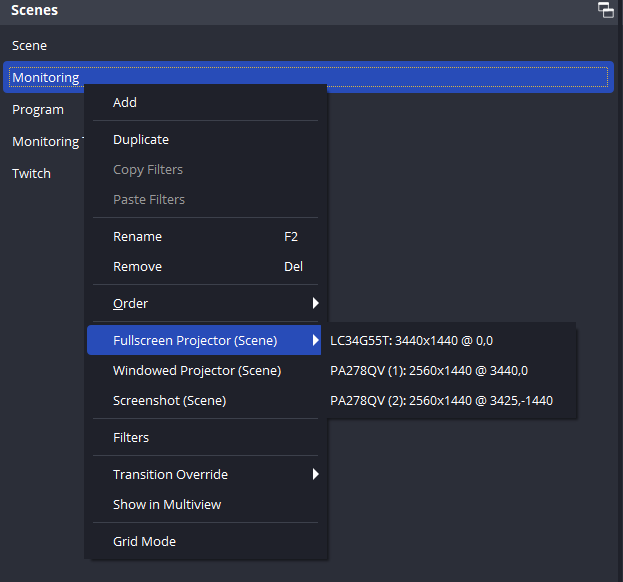 Scenes
Scene
Monitoring
Program
Monitoring
Twitch
Add
Duplicate
Copy Filters
Paste Filters
Rename F2
Remove Del
Order
Fullscreen Projector (Scene)
Windowed Projector (Scene)
Screenshot (Scene)
Filters
Transition Override
Show in Multiview
Grid Mode
LC34G55T: 3440x1440 @ 0,0
PA278QV (1): 2560x1440 @ 3440,0
PA278QV (2): 2560x1440 @ 3425,-1440